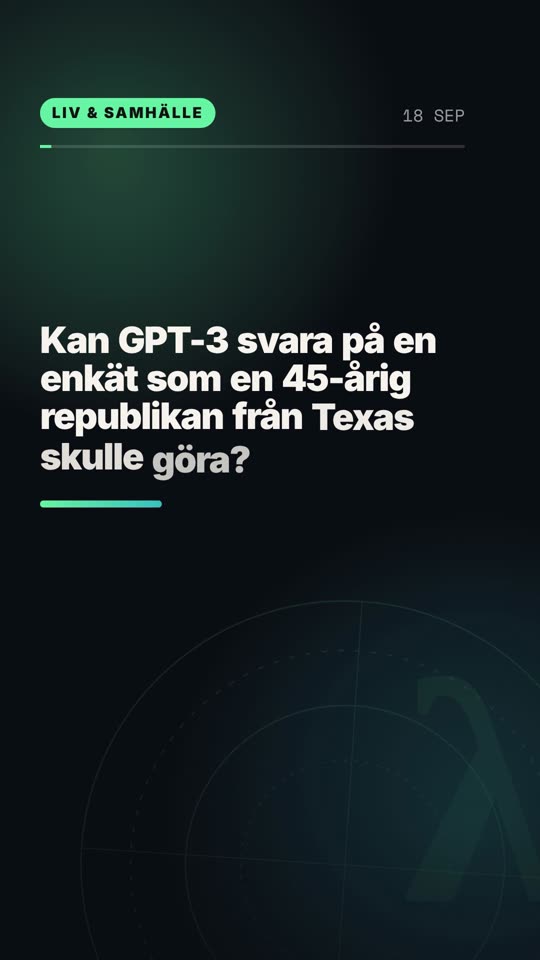 LIV & SAMHÄLLE
18 SEP
Kan GPT-3 svara på en
enkät som en 45-årig
republikan från Texas
skulle göra?
λ